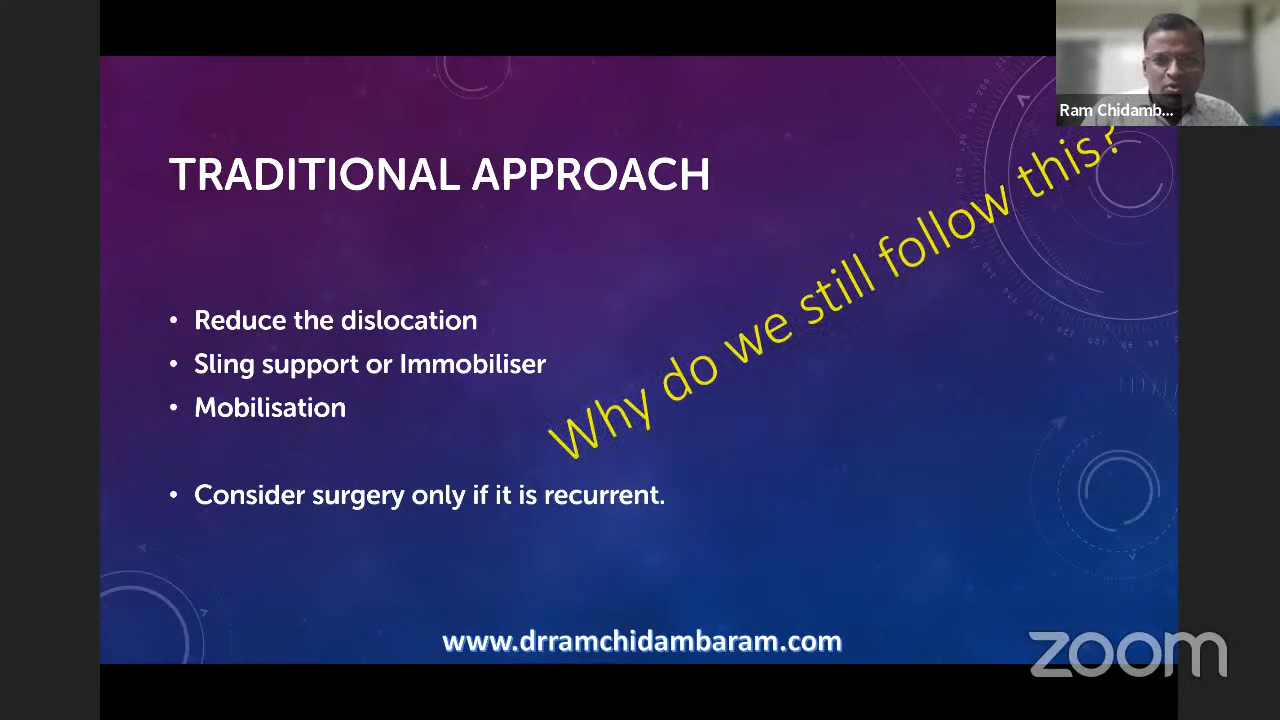 Ram Chidamb...
TRADITIONAL APPROACH
Why do we still follow this?
• Reduce the dislocation
• Sling support or Immobiliser
• Mobilisation
• Consider surgery only if it is recurrent.
www.drramchidambaram.com
zoom